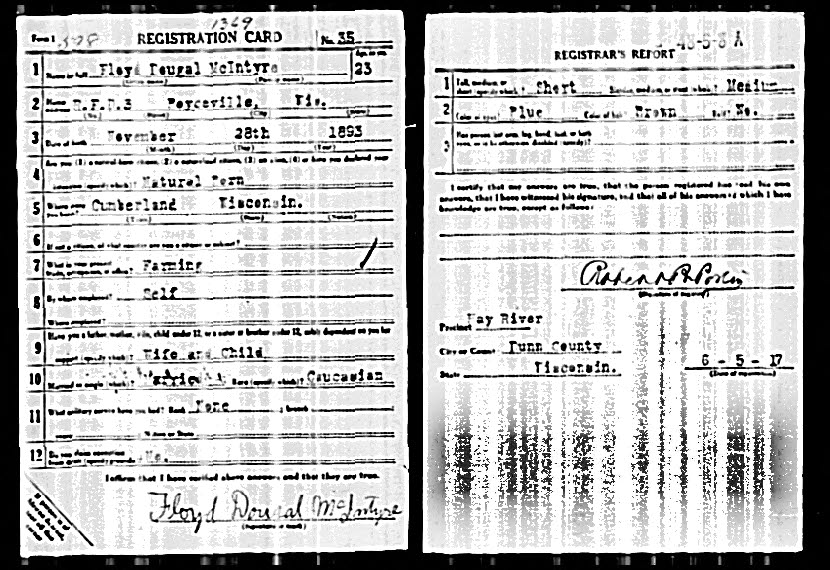 1369
Form 1 REGISTRATION CARD No. 35
1 Name in full Floyd Dougal McIntyre Age, in yrs. 23
(Given name) (Family name)
2 Home R.F.D.3 Boyceville, Wis.
(No.) (Street) (City) (State)
3 Date of birth November 28th 1893
(Month) (Day) (Year)
4 Are you (1) a natural born citizen, (2) a naturalized citizen, (3) an alien, (4) or have you declared your
intention (specify which)? Natural Born
5 Where were you born? Cumberland Wisconsin.
(Town) (State) (Nation)
6 If not a citizen, of what country are you a citizen or subject?
7 What is your present trade, occupation, or office? Farming
8 By whom employed? Self
Where employed?
9 Have you a father, mother, wife, child under 12, or a sister or brother under 12, solely dependent on you for
support (specify which)? Wife and Child
10 Married or single (which)? Married Race (specify which)? Caucasian
11 What military service have you had? Rank None ; branch
years ; Nation or State
12 Do you claim exemption from draft (specify grounds)? No.
I affirm that I have verified above answers and that they are true.
Floyd Dougal McIntyre
(Signature or mark)
48-5-8 A
REGISTRAR'S REPORT
1 Tall, medium, or short (specify which)? Short Slender, medium, or stout (which)? Medium
2 Color of eyes? Blue Color of hair? Brown Bald? No.
3 Has person lost arm, leg, hand, foot, or both
eyes, or is he otherwise disabled (specify)?
I certify that my answers are true, that the person registered has read his own
answers, that I have witnessed his signature, and that all of his answers of which I have
knowledge are true, except as follows:
(Signature of registrar)
Precinct Hay River
City or County Dunn County
State Wisconsin.
6-5-17
(Date of registration)